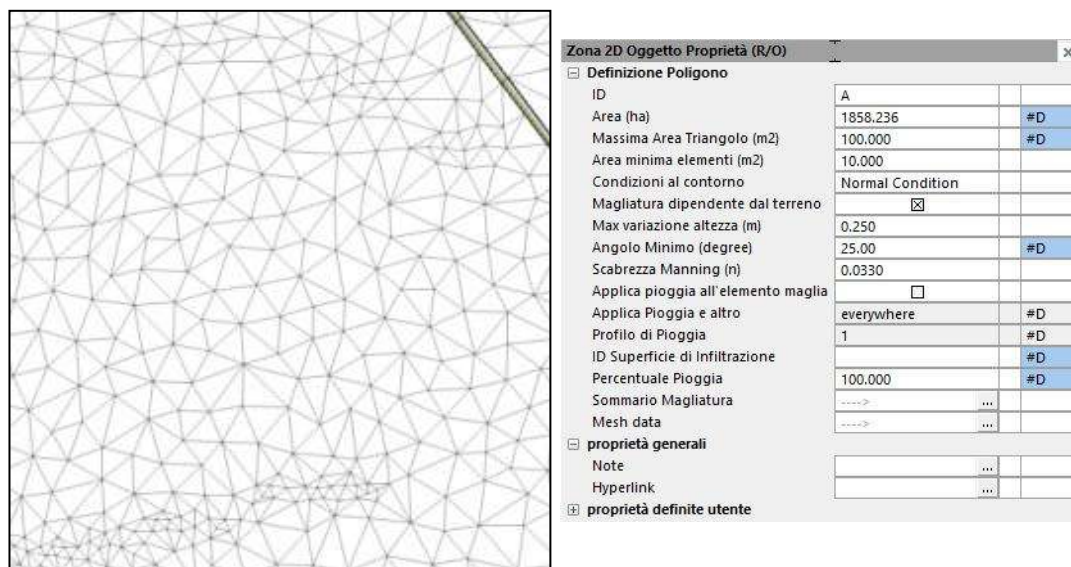 Zona 2D Oggetto Proprietà (R/O)
Definizione Poligono
ID A
Area (ha) 1858.236 #D
Massima Area Triangolo (m2) 100.000 #D
Area minima elementi (m2) 10.000
Condizioni al contorno Normal Condition
Magliatura dipendente dal terreno
Max variazione altezza (m) 0.250
Angolo Minimo (degree) 25.00 #D
Scabrezza Manning (n) 0.0330
Applica pioggia all'elemento maglia
Applica Pioggia e altro everywhere #D
Profilo di Pioggia 1 #D
ID Superficie di Infiltrazione #D
Percentuale Pioggia 100.000 #D
Sommario Magliatura ----> ...
Mesh data ----> ...
proprietà generali
Note ...
Hyperlink ...
proprietà definite utente